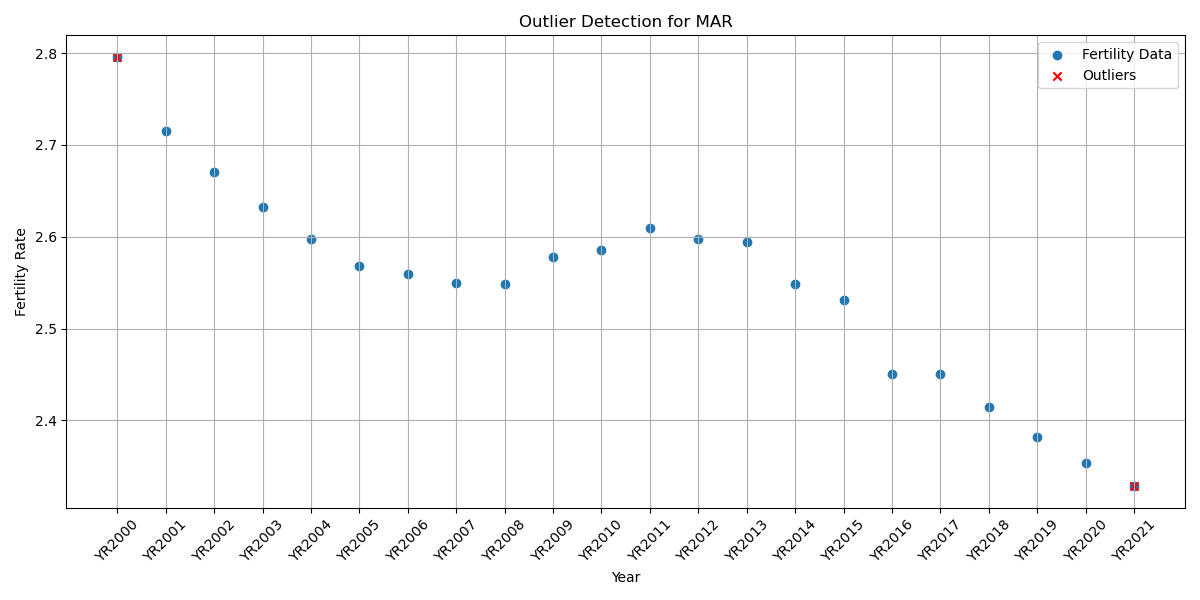 Outlier Detection for MAR
Fertility Data
Outliers
2.8
2.7
2.6
2.5
2.4
Fertility Rate
YR2000
YR2001
YR2002
YR2003
YR2004
YR2005
YR2006
YR2007
YR2008
YR2009
YR2010
YR2011
YR2012
YR2013
YR2014
YR2015
YR2016
YR2017
YR2018
YR2019
YR2020
YR2021
Year